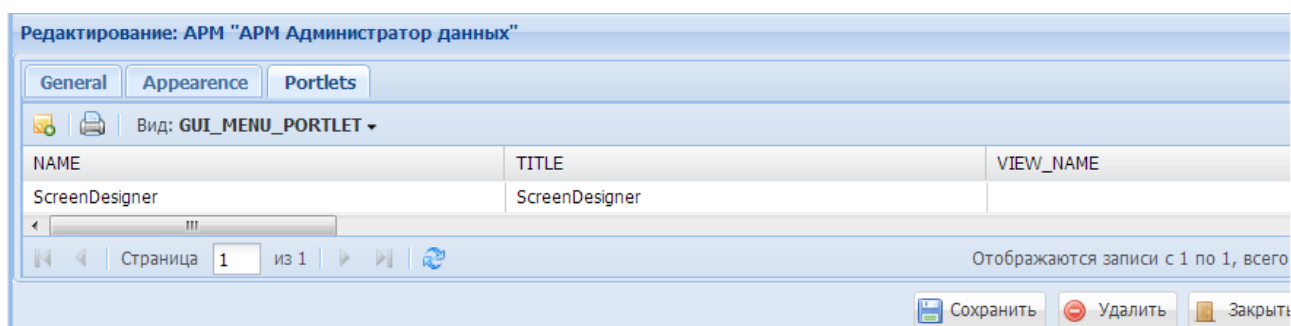 Редактирование: АРМ "АРМ Администратор данных"
General Appearence Portlets
Вид: GUI_MENU_PORTLET
NAME TITLE VIEW_NAME
ScreenDesigner ScreenDesigner
Страница 1 из 1 Отображаются записи с 1 по 1, всего
Сохранить Удалить Закрыть